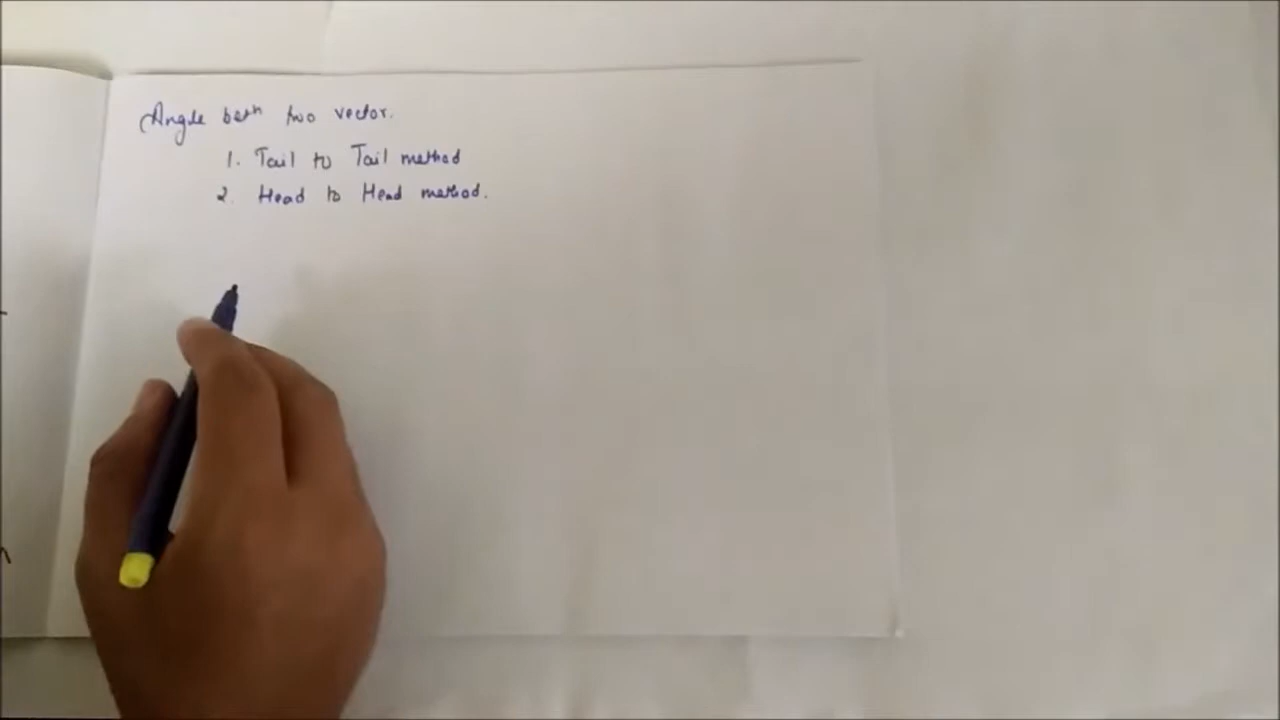 Angle betn two vector.
1. Tail to Tail method
2. Head to Head method.